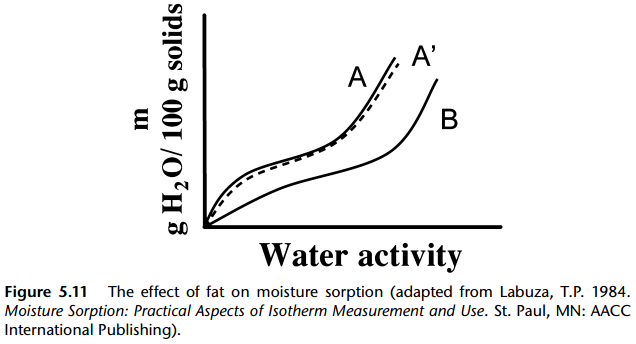 m
g H2O/ 100 g solids
A
A'
B
Water activity
Figure 5.11 The effect of fat on moisture sorption (adapted from Labuza, T.P. 1984.
Moisture Sorption: Practical Aspects of Isotherm Measurement and Use. St. Paul, MN: AACC
International Publishing).